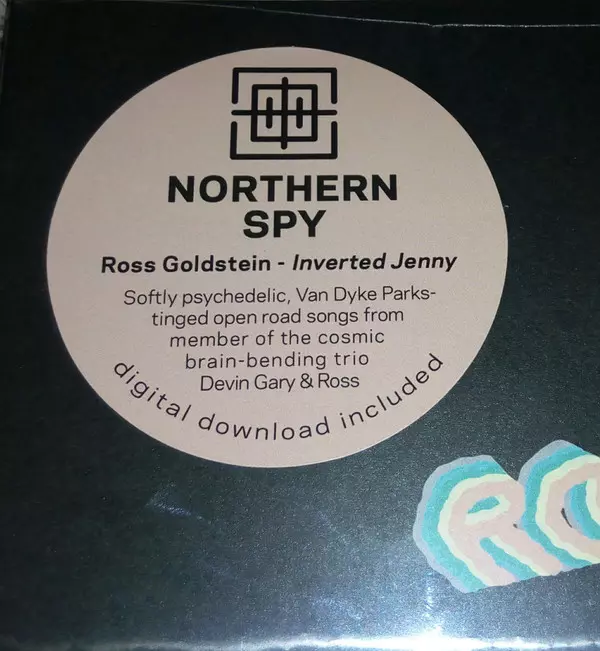 NORTHERN
SPY
Ross Goldstein - Inverted Jenny
Softly psychedelic, Van Dyke Parks-
tinged open road songs from
member of the cosmic
brain-bending trio
Devin Gary & Ross
digital download included
RO